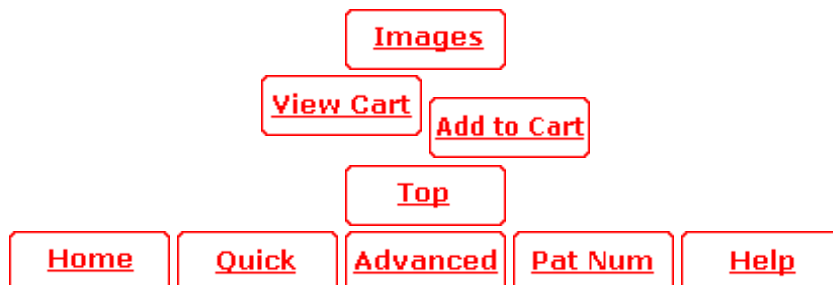 Images
View Cart
Add to Cart
Top
Home Quick Advanced Pat Num Help